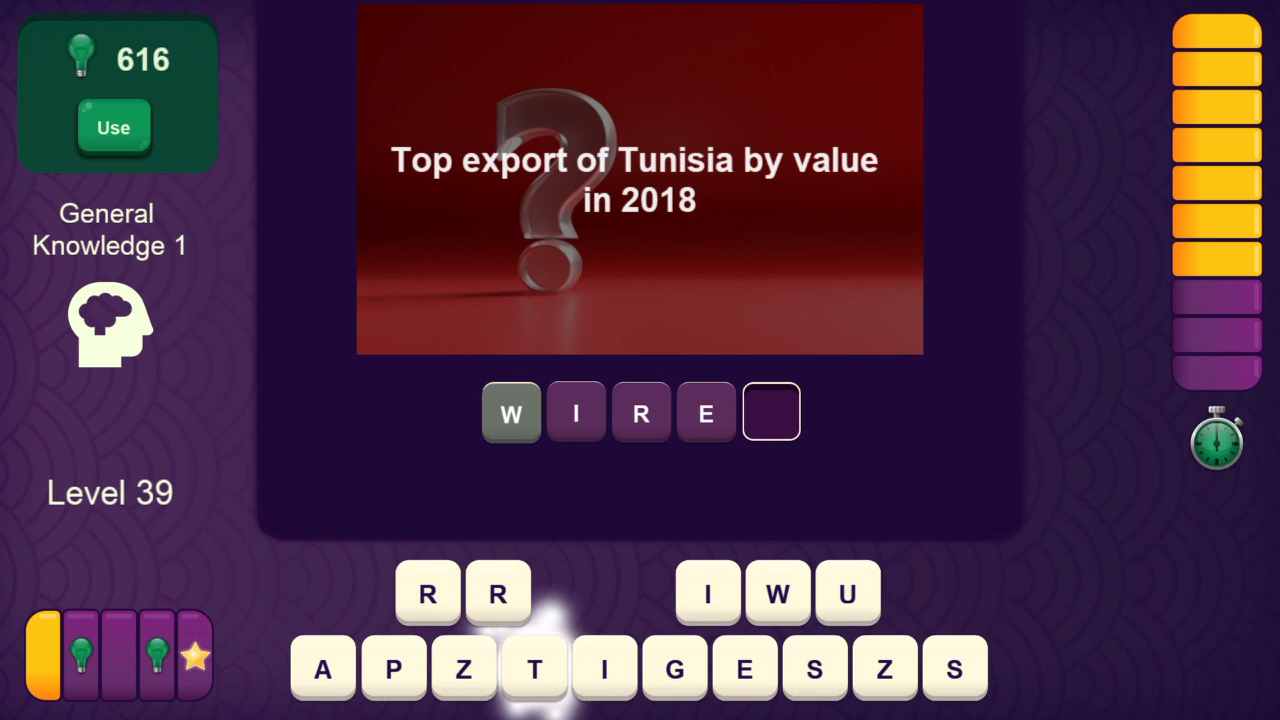 616
Use
General
Knowledge 1
Level 39
Top export of Tunisia by value
in 2018
W I R E
R R I W U
A P Z T I G E S Z S